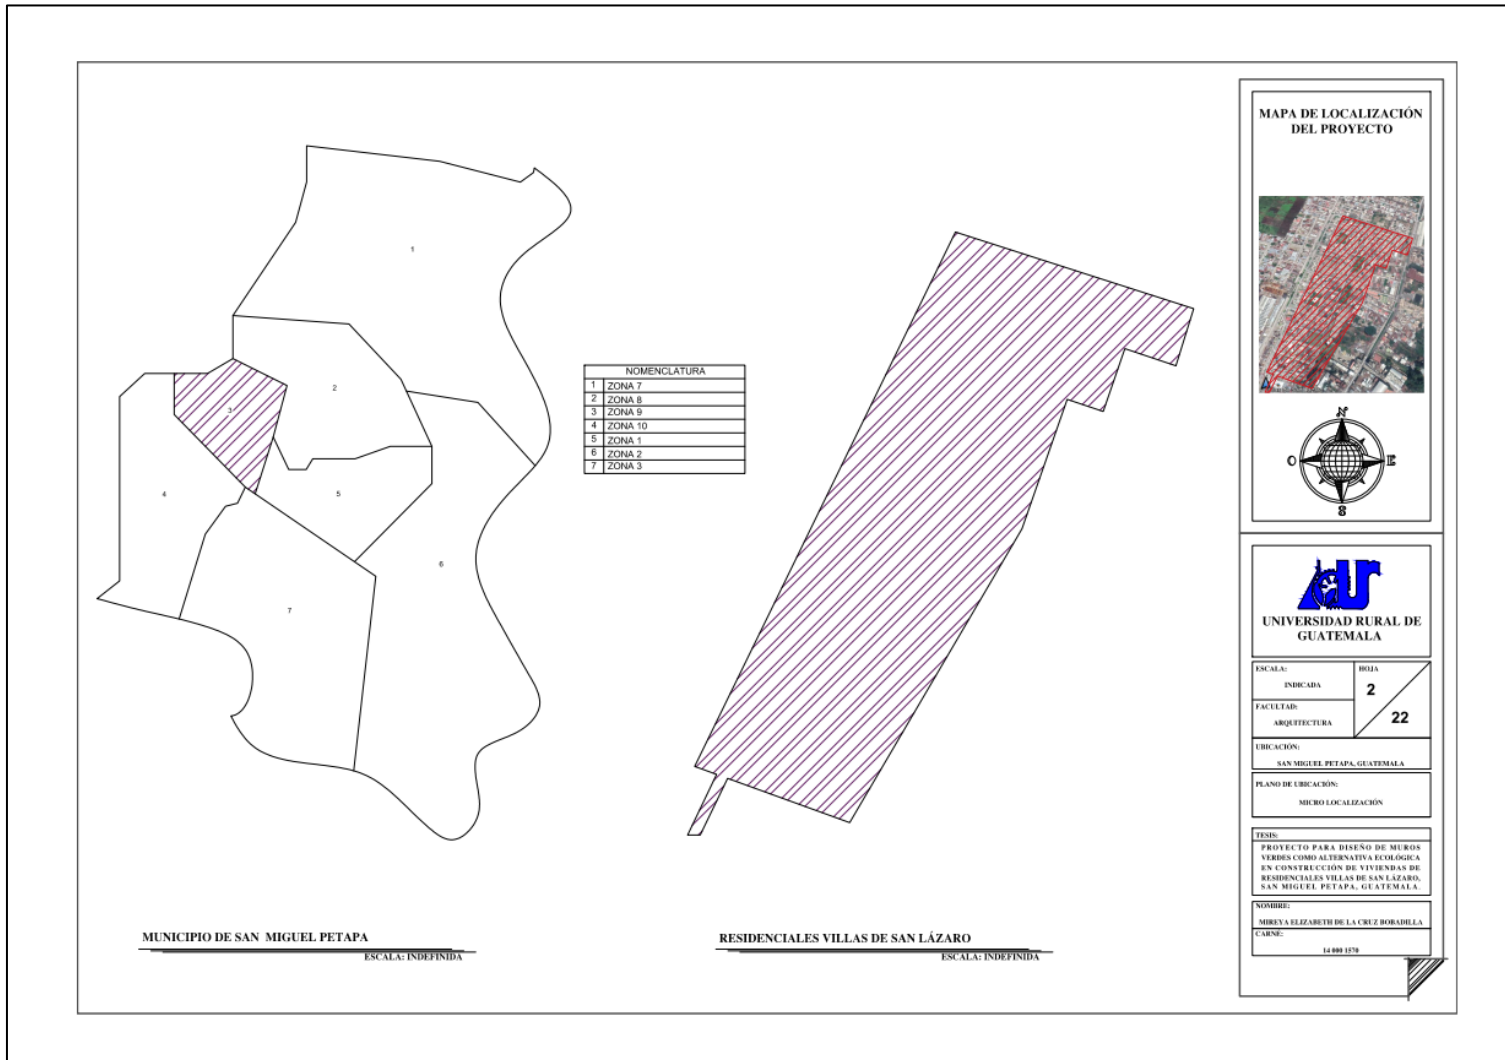 MAPA DE LOCALIZACIÓN
DEL PROYECTO
1
2
3
4
5
6
7
NOMENCLATURA
1 ZONA 7
2 ZONA 8
3 ZONA 9
4 ZONA 10
5 ZONA 1
6 ZONA 2
7 ZONA 3
N
O E
S
UNIVERSIDAD RURAL DE
GUATEMALA
ESCALA:
INDICADA
HOJA
2
22
FACULTAD:
ARQUITECTURA
UBICACIÓN:
SAN MIGUEL PETAPA, GUATEMALA
PLANO DE UBICACIÓN:
MICRO LOCALIZACIÓN
TESIS:
PROYECTO PARA DISEÑO DE MUROS
VERDES COMO ALTERNATIVA ECOLÓGICA
EN CONSTRUCCIÓN DE VIVIENDAS DE
RESIDENCIALES VILLAS DE SAN LÁZARO,
SAN MIGUEL PETAPA, GUATEMALA.
NOMBRE:
MIREYA ELIZABETH DE LA CRUZ BOBADILLA
CARNÉ:
14 000 1570
MUNICIPIO DE SAN MIGUEL PETAPA
ESCALA: INDEFINIDA
RESIDENCIALES VILLAS DE SAN LÁZARO
ESCALA: INDEFINIDA